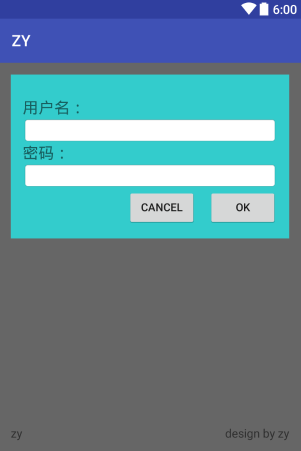 6:00
ZY
用户名：
密码：
CANCEL OK
zy design by zy